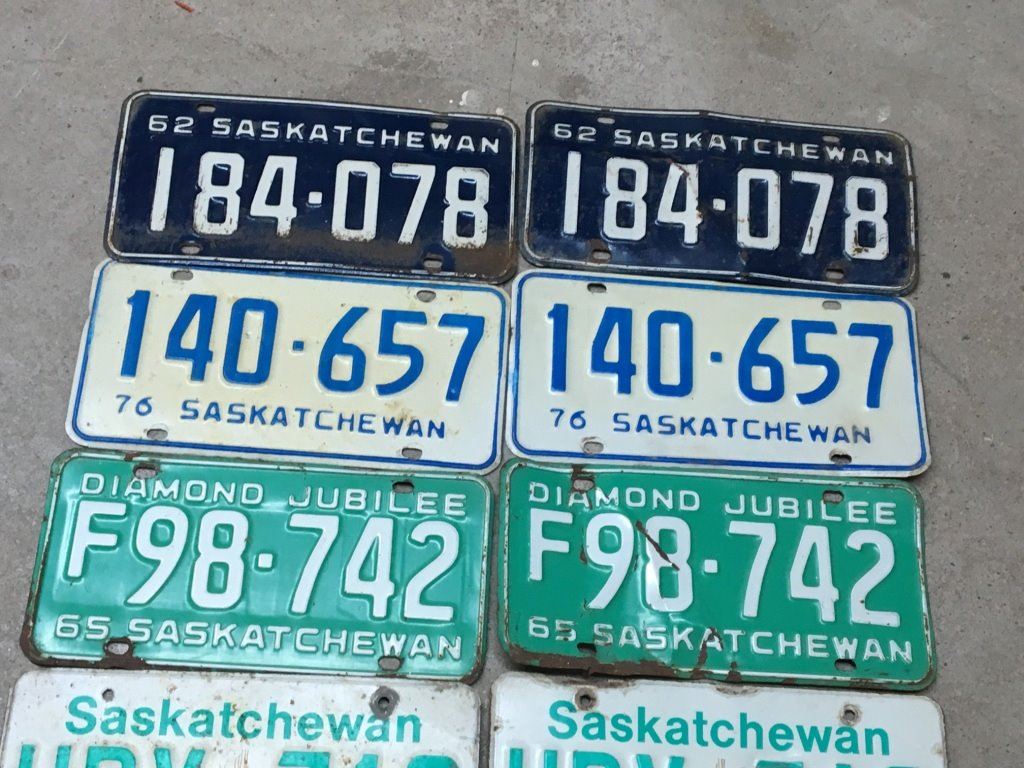 62 SASKATCHEWAN
184·078
62 SASKATCHEWAN
184·078
140·657
76 SASKATCHEWAN
140·657
76 SASKATCHEWAN
DIAMOND JUBILEE
F98·742
65 SASKATCHEWAN
DIAMOND JUBILEE
F98·742
65 SASKATCHEWAN
Saskatchewan
Saskatchewan